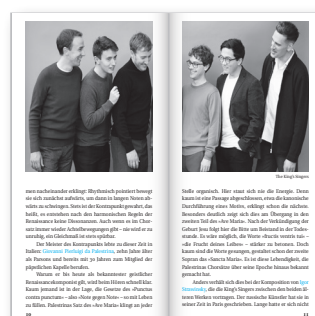 The King's Singers
men nacheinander erklingt: Rhythmisch pointiert bewegt
sie sich zunächst aufwärts, um dann in langen Noten ab-
wärts zu schwingen. Stets ist der Kontrapunkt gewahrt, das
heißt, es entstehen nach den harmonischen Regeln der
Renaissance keine Dissonanzen. Auch wenn es im Chor-
satz immer wieder Schreibewegungen gibt – nie wird er zu
unruhig, ein Gleichmaß ist stets spürbar.
Der Meister des Kontrapunkts lebte zu dieser Zeit in
Italien: Giovanni Pierluigi da Palestrina, zehn Jahre älter
als Parsons und bereits mit 30 Jahren zum Mitglied der
päpstlichen Kapelle berufen.
Warum er bis heute als bekanntester geistlicher
Renaissancekomponist gilt, wird beim Hören schnell klar.
Kaum jemand ist in der Lage, die Gesetze des »Punctus
contra punctum« – also »Note gegen Note« – so mit Leben
zu füllen. Palestrinas Satz des »Ave Maria« klingt an jeder
10
Stelle organisch. Hier staut sich nie die Energie. Denn
kaum ist eine Passage abgeschlossen, etwa die kanonische
Durchführung eines Motivs, erklingt schon die nächste.
Besonders deutlich zeigt sich dies am Übergang in den
zweiten Teil des »Ave Maria«. Nach der Verkündigung der
Geburt Jesu folgt hier die Bitte um Beistand in der Todes-
stunde. Es wäre möglich, die Worte »fructus ventris tui« –
»die Frucht deines Leibes« – stärker zu betonen. Doch
kaum sind die Worte gesungen, gestaltet schon der zweite
Sopran das »Sancta Maria«. Es ist diese Lebendigkeit, die
Palestrinas Chorsätze über seine Epoche hinaus bekannt
gemacht hat.
Anders verhält sich dies bei der Komposition von Igor
Strawinsky, die die King's Singers zwischen den beiden äl-
teren Werken vortragen. Der russische Künstler hat sie in
seiner Zeit in Paris geschrieben. Lange hatte er sich nicht
11